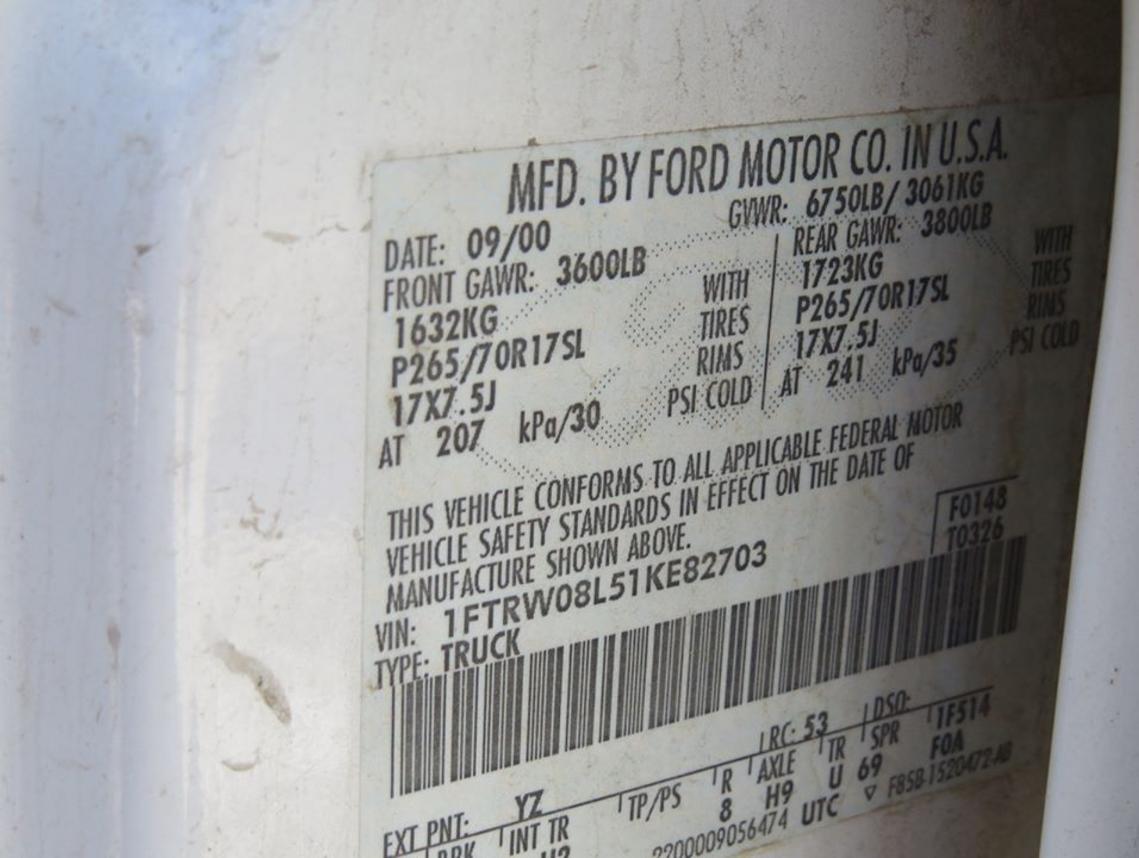 MFD. BY FORD MOTOR CO. IN U.S.A.
DATE: 09/00 GVWR: 6750LB/ 3061KG
FRONT GAWR: 3600LB REAR GAWR: 3800LB
1632KG WITH 1723KG WITH
P265/70R17SL TIRES P265/70R17SL TIRES
17X7.5J RIMS 17X7.5J RIMS
AT 207 kPa/30 PSI COLD AT 241 kPa/35 PSI COLD
THIS VEHICLE CONFORMS TO ALL APPLICABLE FEDERAL MOTOR
VEHICLE SAFETY STANDARDS IN EFFECT ON THE DATE OF
MANUFACTURE SHOWN ABOVE.
F0148
T0326
VIN: 1FTRW08L51KE82703
TYPE: TRUCK
EXT PNT: YZ RC: 53 DSO:
INT TR TP/PS R AXLE TR SPR 1F514
8 H9 U 69 F0A
2200009056474 UTC F85B-1520472-AB